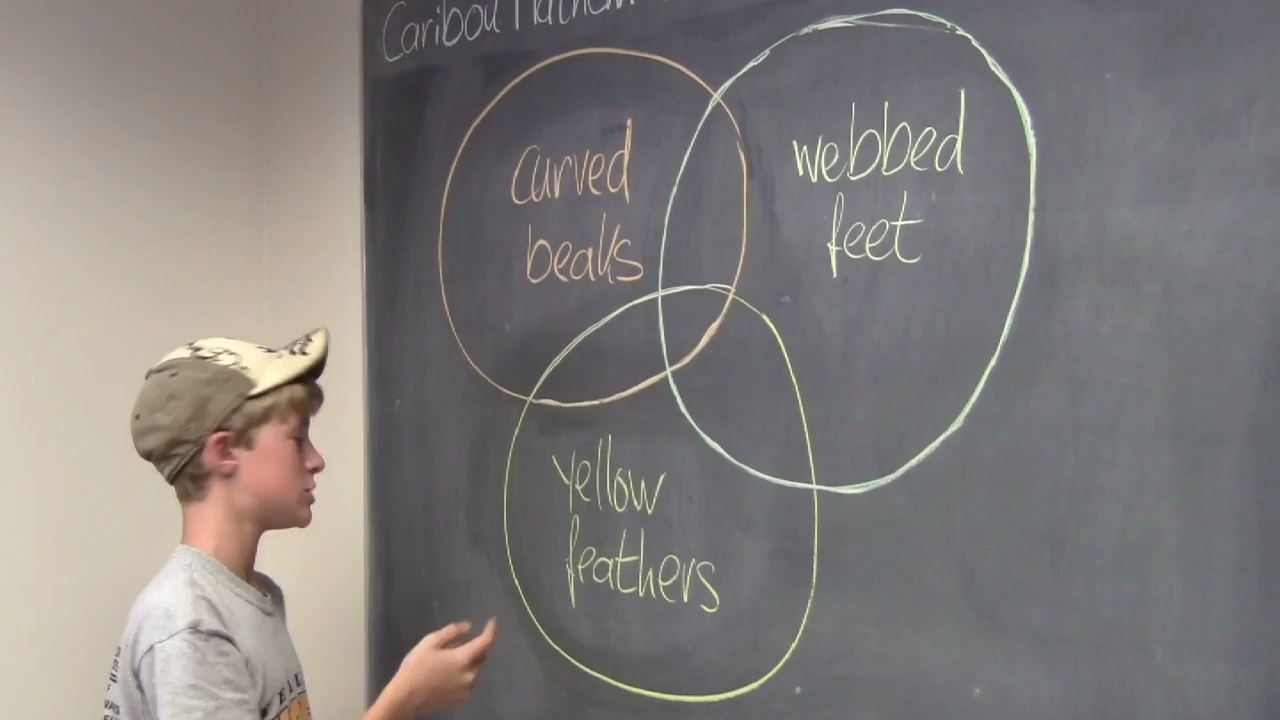 Caribou
curved
beaks
webbed
feet
yellow
feathers